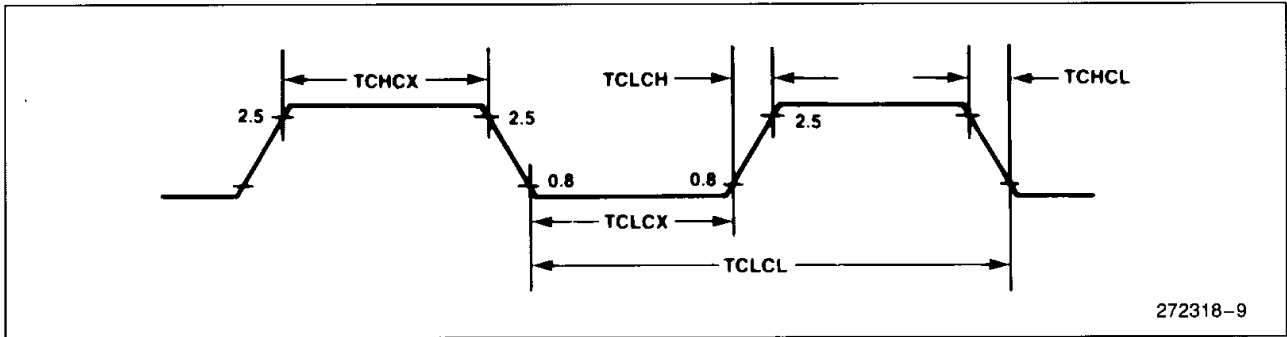 TCHCX
TCLCH
TCHCL
2.5
2.5
2.5
0.8
0.8
TCLCX
TCLCL
272318-9